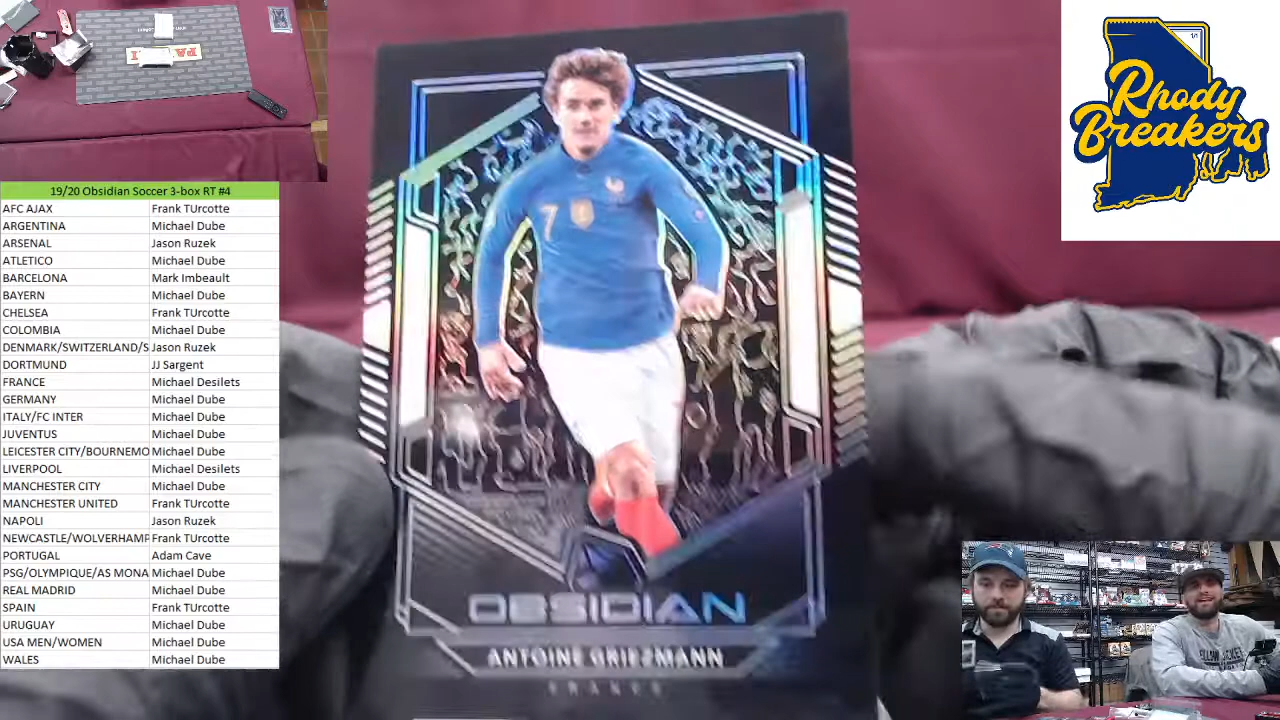 19/20 Obsidian Soccer 3-box RT #4
AFC AJAX Frank TUrcotte
ARGENTINA Michael Dube
ARSENAL Jason Ruzek
ATLETICO Michael Dube
BARCELONA Mark Imbeault
BAYERN Michael Dube
CHELSEA Frank TUrcotte
COLOMBIA Michael Dube
DENMARK/SWITZERLAND/S Jason Ruzek
DORTMUND JJ Sargent
FRANCE Michael Desilets
GERMANY Michael Dube
ITALY/FC INTER Michael Dube
JUVENTUS Michael Dube
LEICESTER CITY/BOURNEMO Michael Dube
LIVERPOOL Michael Desilets
MANCHESTER CITY Michael Dube
MANCHESTER UNITED Frank TUrcotte
NAPOLI Jason Ruzek
NEWCASTLE/WOLVERHAMP Frank TUrcotte
PORTUGAL Adam Cave
PSG/OLYMPIQUE/AS MONA Michael Dube
REAL MADRID Michael Dube
SPAIN Frank TUrcotte
URUGUAY Michael Dube
USA MEN/WOMEN Michael Dube
WALES Michael Dube
7
OBSIDIAN
ANTOINE GRIEZMANN
FRANCE
Rhody
Breakers
1/1